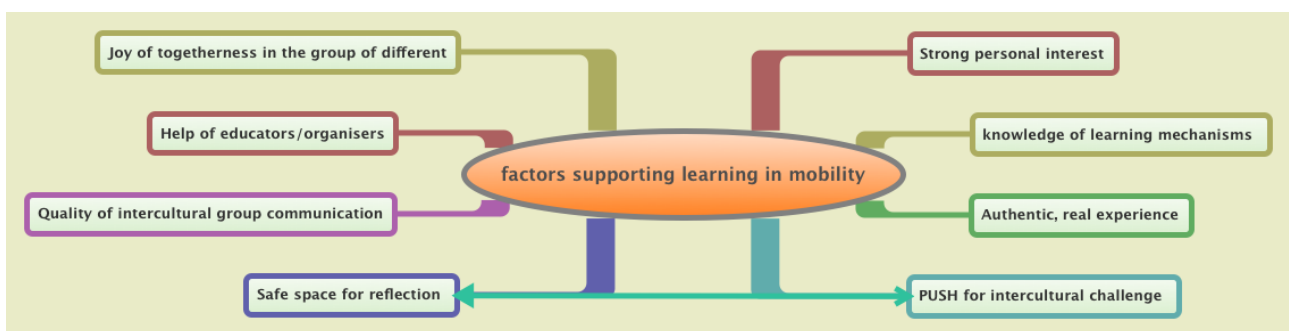 Joy of togetherness in the group of different
Strong personal interest
Help of educators/organisers
knowledge of learning mechanisms
factors supporting learning in mobility
Quality of intercultural group communication
Authentic, real experience
Safe space for reflection
PUSH for intercultural challenge